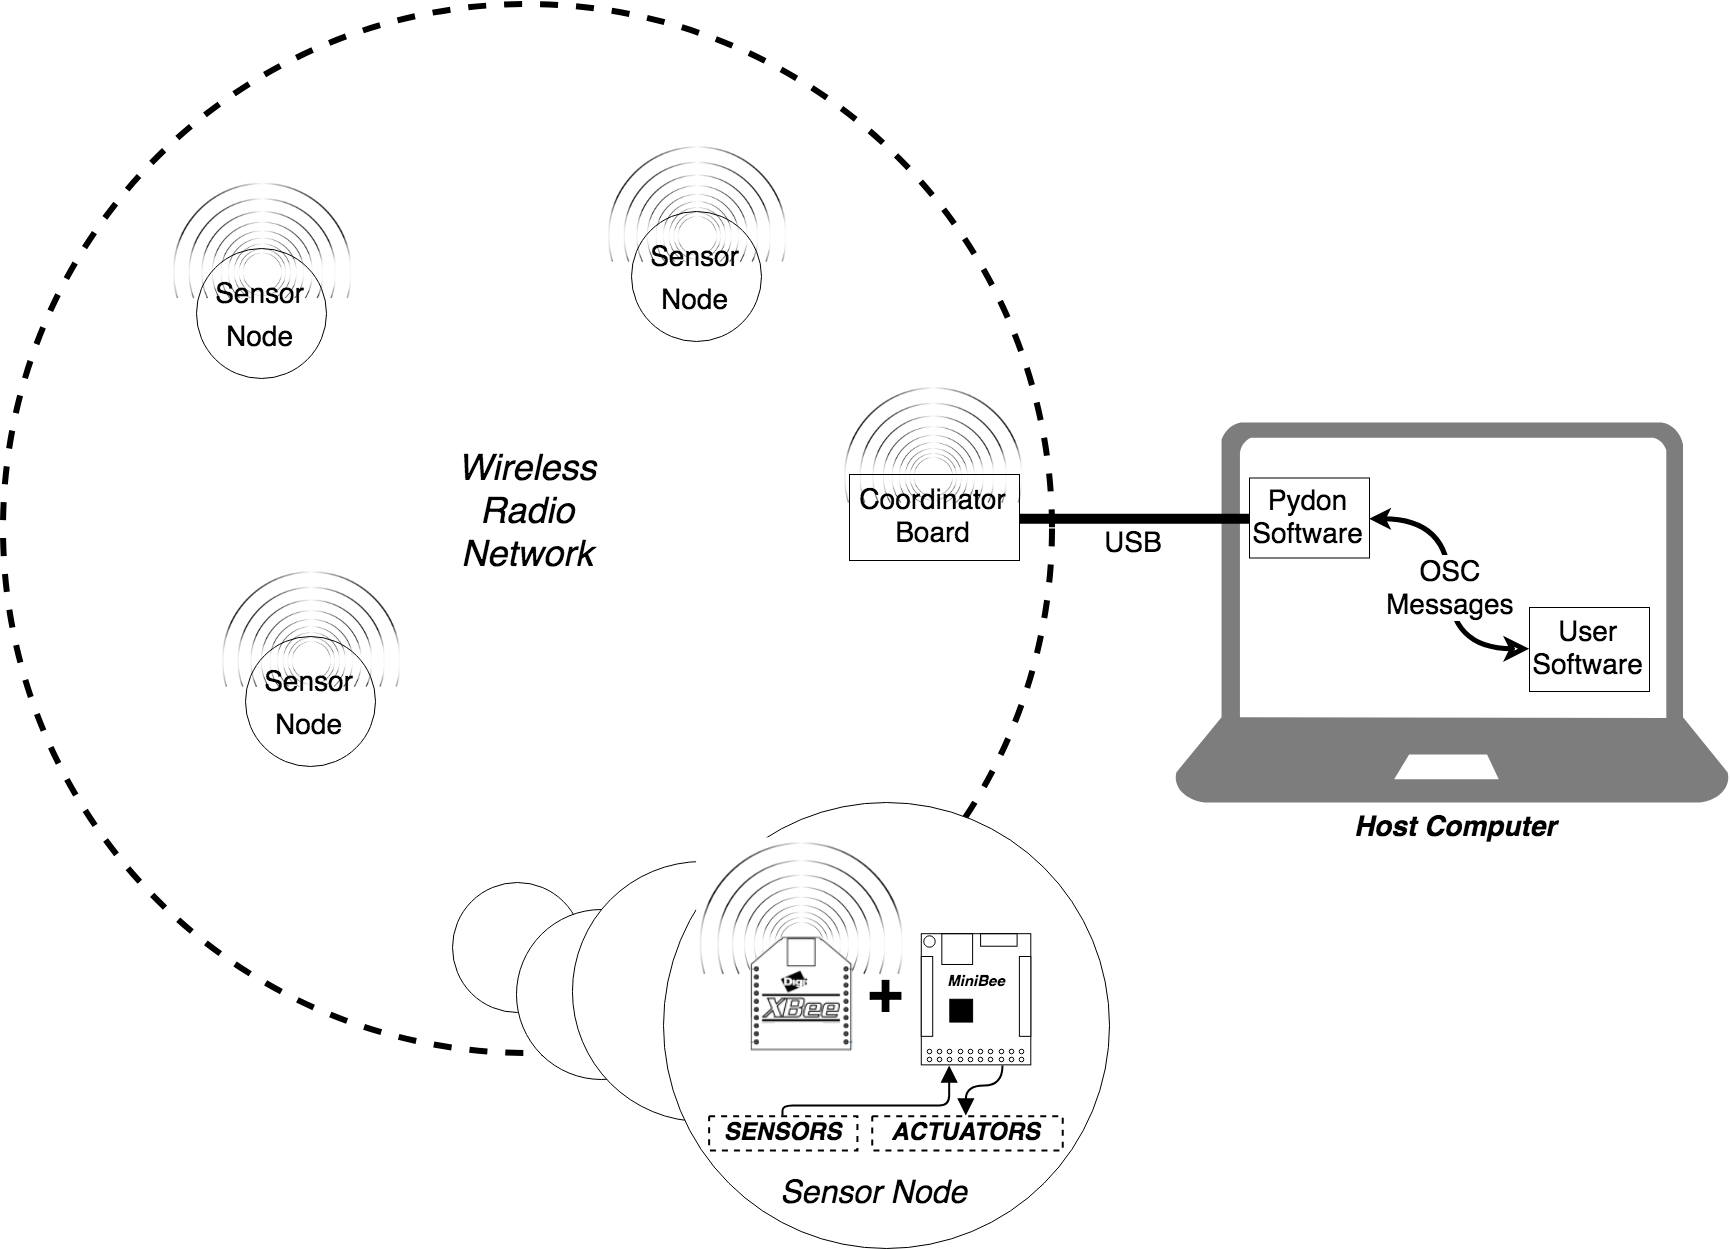 Sensor
Node
Sensor
Node
Wireless
Radio
Network
Coordinator
Board
USB
Pydon
Software
OSC
Messages
User
Software
Sensor
Node
Host Computer
Digi
XBee
+
MiniBee
SENSORS
ACTUATORS
Sensor Node